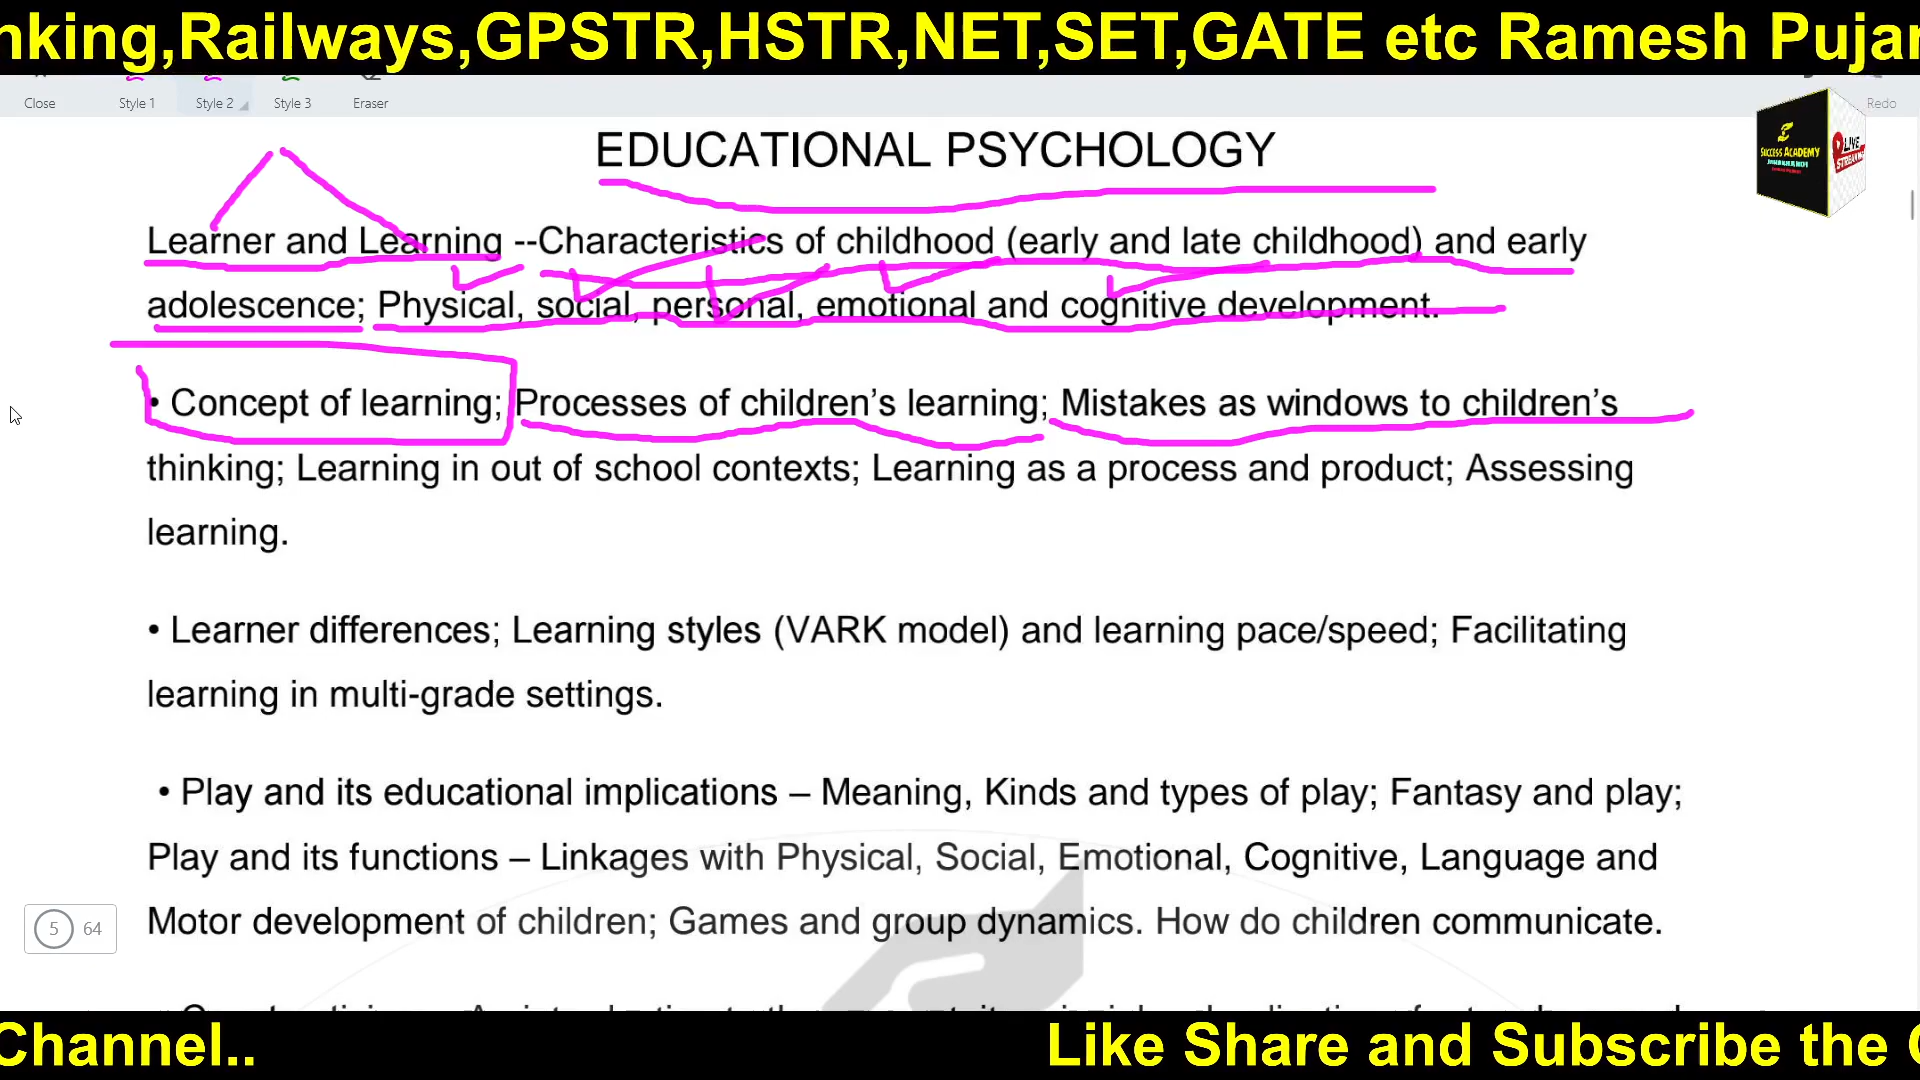 nking,Railways,GPSTR,HSTR,NET,SET,GATE etc Ramesh Pujar
Close Style 1 Style 2 Style 3 Eraser Redo
EDUCATIONAL PSYCHOLOGY
SUCCESS ACADEMY
LIVE
STREAMING
Learner and Learning --Characteristics of childhood (early and late childhood) and early
adolescence; Physical, social, personal, emotional and cognitive development.
• Concept of learning; Processes of children’s learning; Mistakes as windows to children’s
thinking; Learning in out of school contexts; Learning as a process and product; Assessing
learning.
• Learner differences; Learning styles (VARK model) and learning pace/speed; Facilitating
learning in multi-grade settings.
• Play and its educational implications – Meaning, Kinds and types of play; Fantasy and play;
Play and its functions – Linkages with Physical, Social, Emotional, Cognitive, Language and
Motor development of children; Games and group dynamics. How do children communicate.
5 64
Channel.. Like Share and Subscribe the